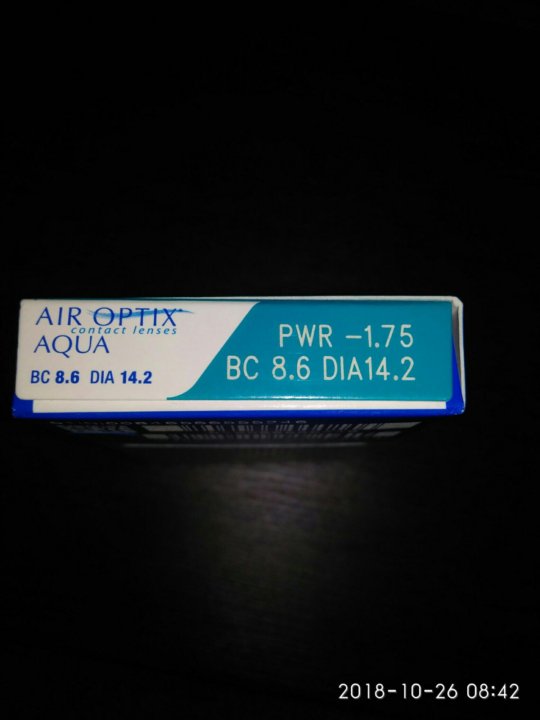 AIR OPTIX
contact lenses
AQUA
BC 8.6 DIA 14.2
PWR -1.75
BC 8.6 DIA14.2
2018-10-26 08:42